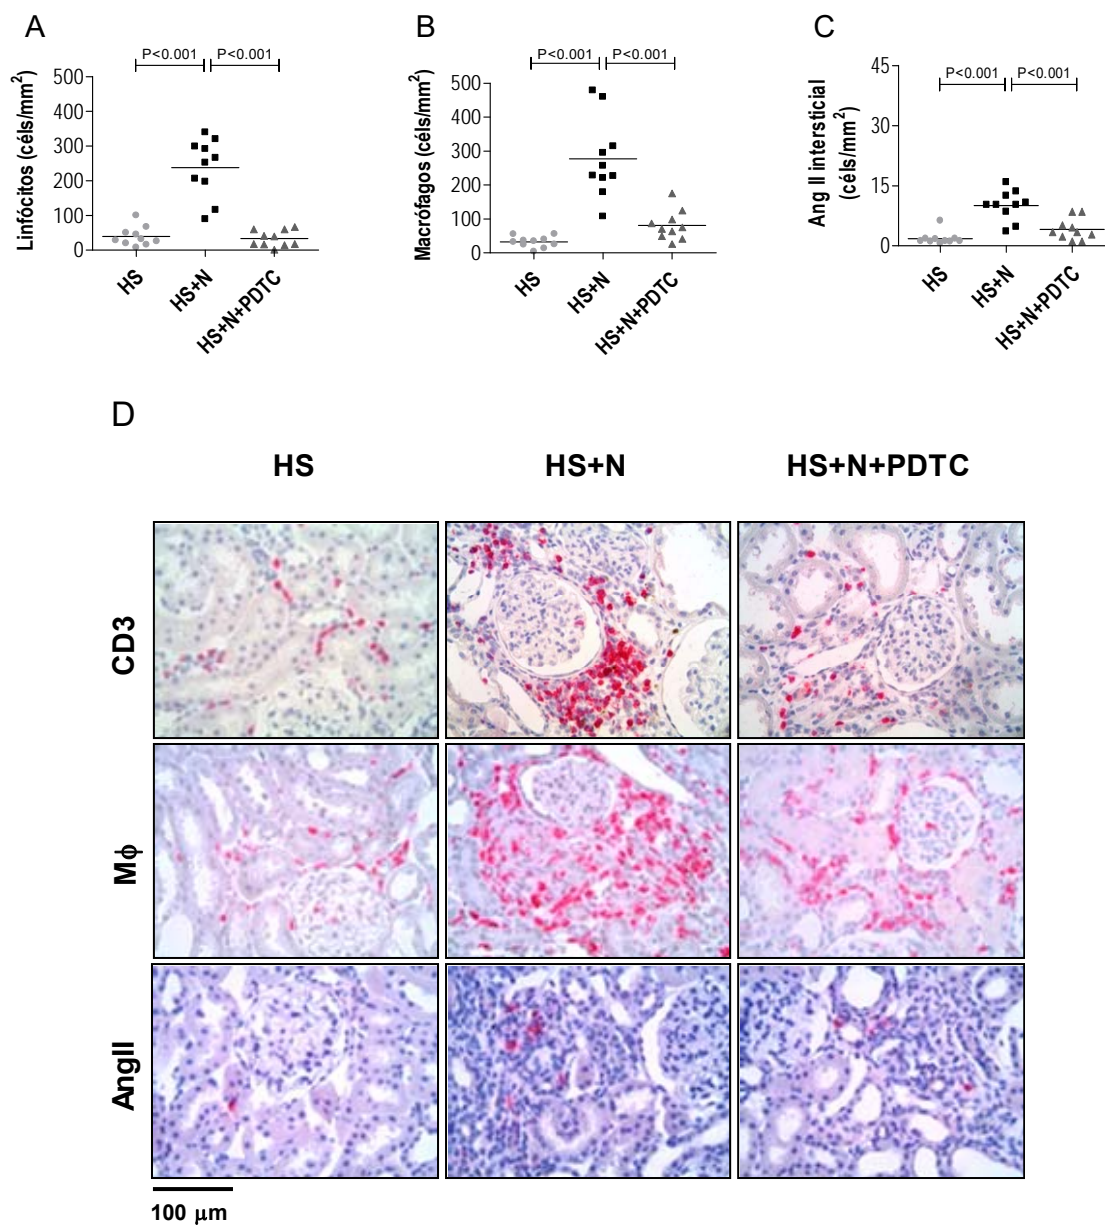 A
B
C
P<0.001 P<0.001
P<0.001 P<0.001
P<0.001 P<0.001
Linfócitos (céls/mm²)
500
400
300
200
100
0
HS
HS+N
HS+N+PDTC
Macrófagos (céls/mm²)
500
400
300
200
100
0
HS
HS+N
HS+N+PDTC
Ang II intersticial
(céls/mm²)
45
30
15
0
HS
HS+N
HS+N+PDTC
D
HS HS+N HS+N+PDTC
CD3
Mϕ
AngII
100 μm